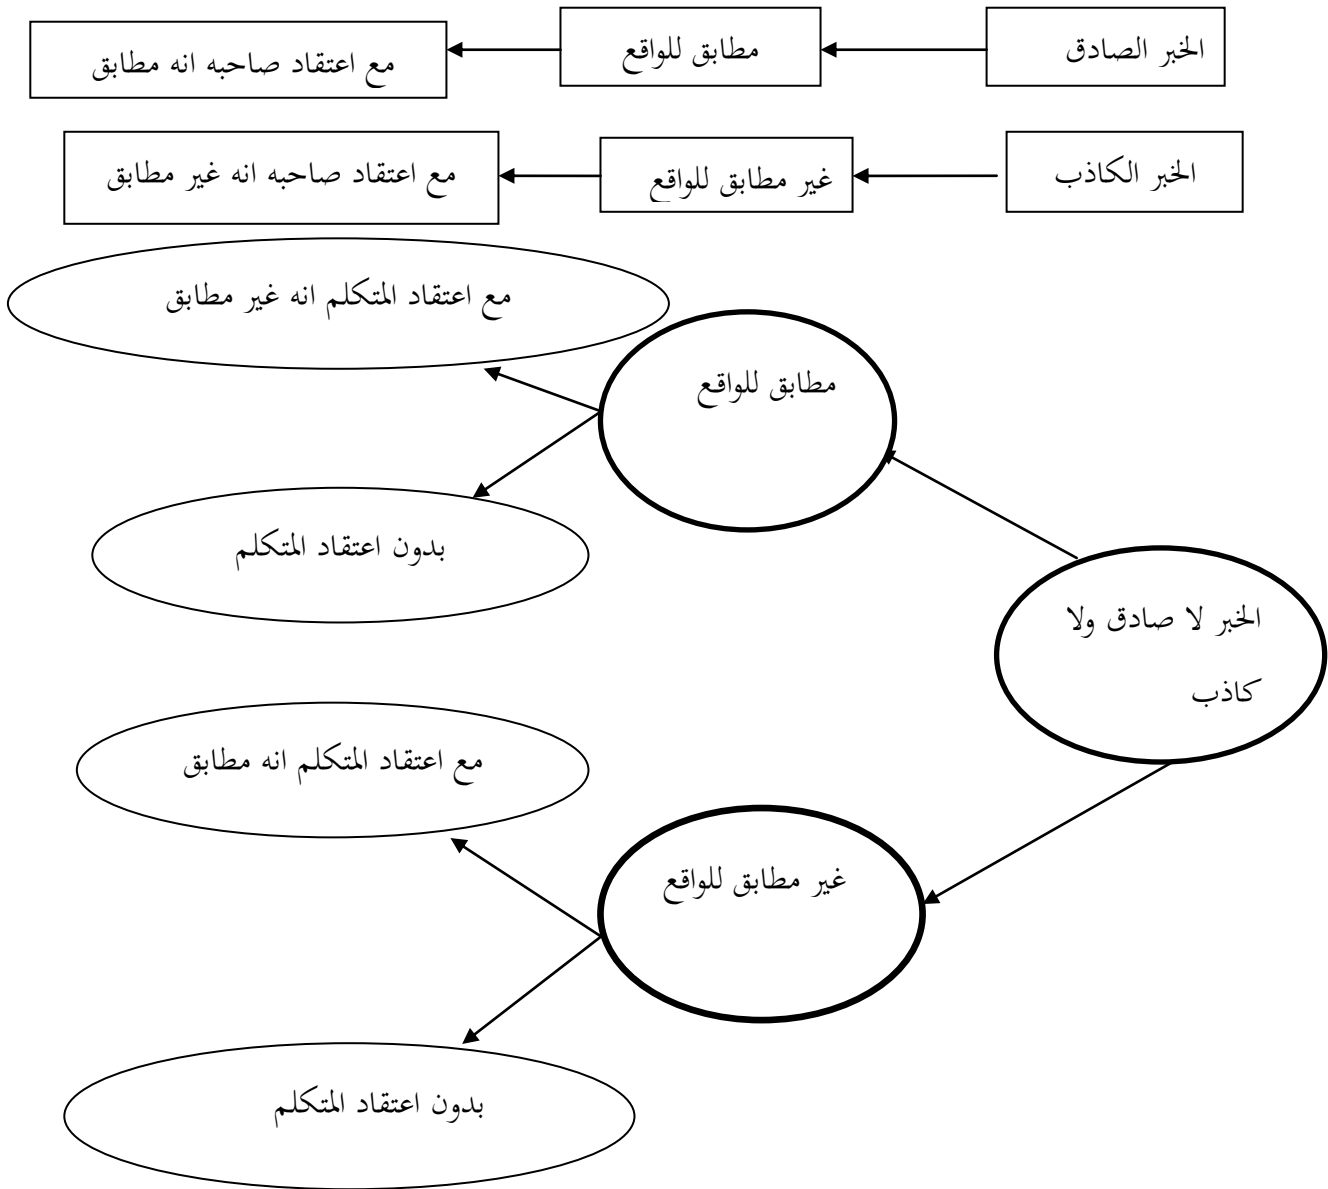 الخبر الصادق
مطابق للواقع
مع اعتقاد صاحبه انه مطابق
الخبر الكاذب
غير مطابق للواقع
مع اعتقاد صاحبه انه غير مطابق
مع اعتقاد المتكلم انه غير مطابق
مطابق للواقع
بدون اعتقاد المتكلم
الخبر لا صادق ولا
كاذب
مع اعتقاد المتكلم انه مطابق
غير مطابق للواقع
بدون اعتقاد المتكلم